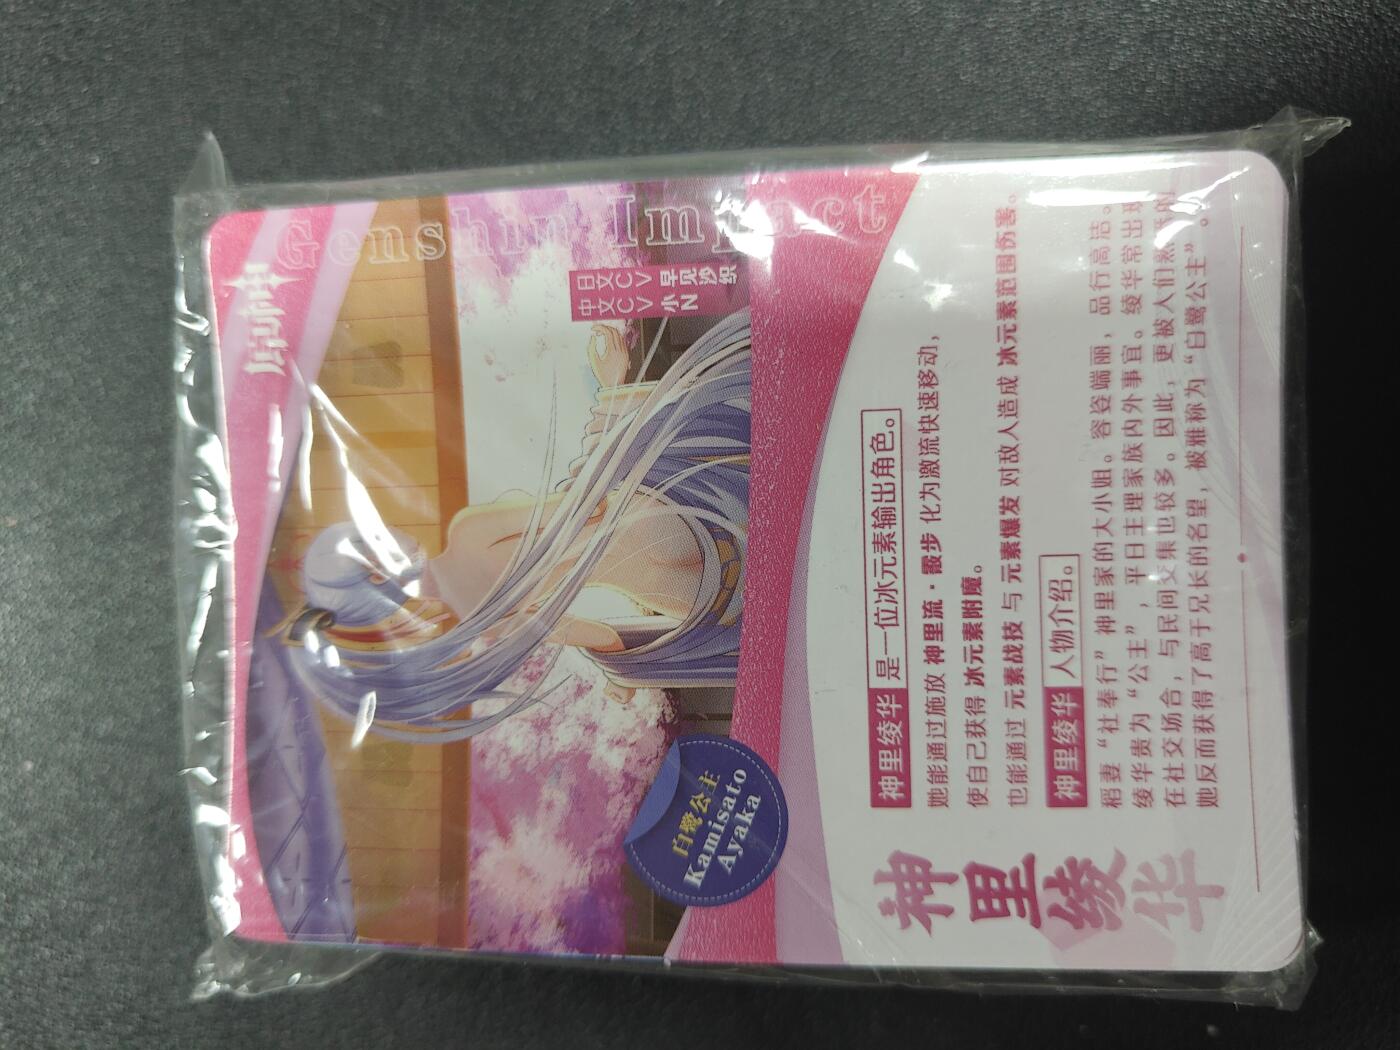 原神
Genshin Impact
日文CV 早见沙织
中文CV 小N
白鹭公主
Kamisato
Ayaka
神里绫华
神里绫华 是一位冰元素输出角色。
她能通过施放 神里流·霰步 化为激流快速移动，
使自己获得 冰元素附魔。
也能通过 元素战技 与 元素爆发 对敌人造成 冰元素范围伤害。
神里绫华 人物介绍。
稻妻“社奉行”神里家的大小姐。容姿端丽，品行高洁。
绫华贵为“公主”，平日主理家族内外事宜。绫华常出现
在社交场合，与民间交集也较多。因此，更被人们熟悉的
她反而获得了高于兄长的名望，被雅称为“白鹭公主”。